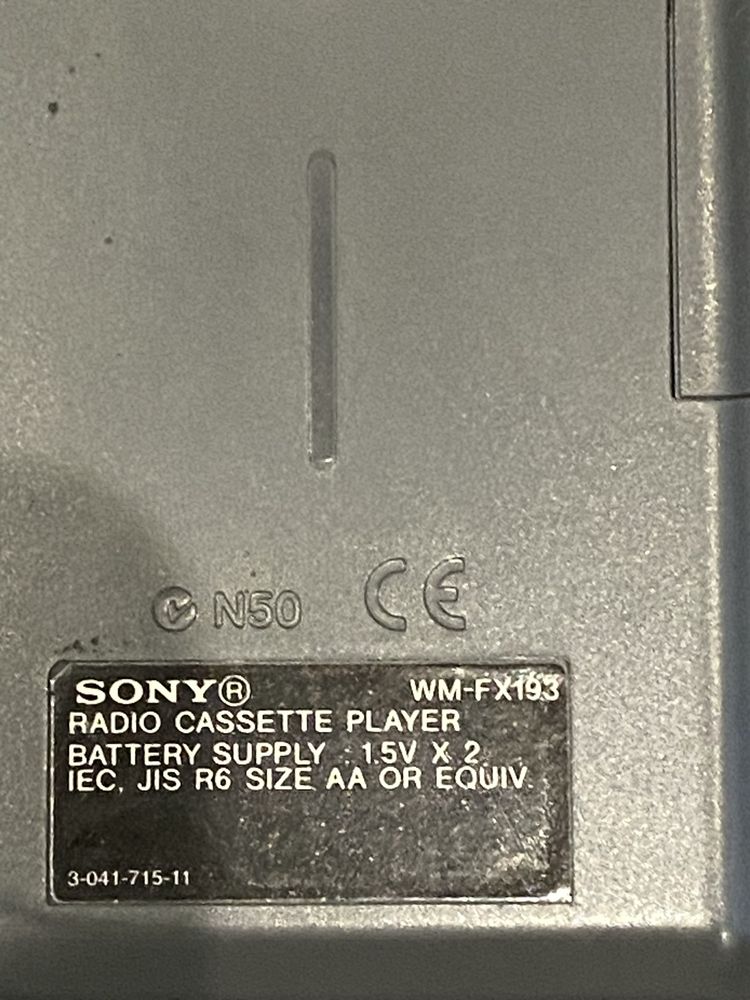 N50 CE
SONY® WM-FX193
RADIO CASSETTE PLAYER
BATTERY SUPPLY : 1.5V X 2
IEC, JIS R6 SIZE AA OR EQUIV.
3-041-715-11